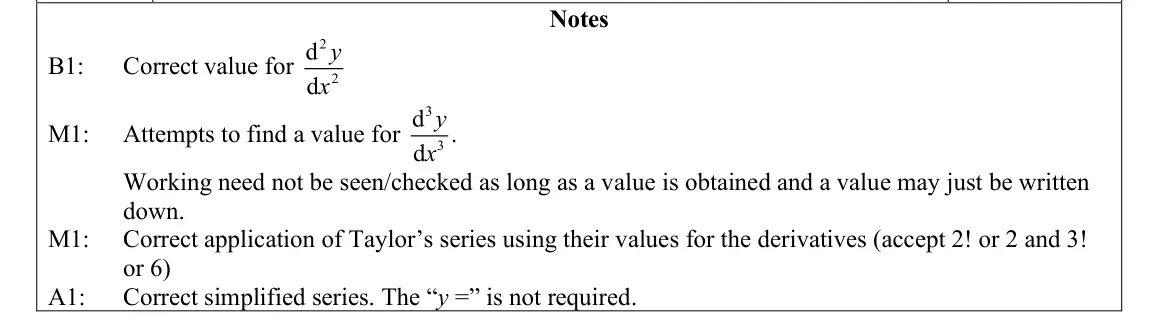 Notes
B1: Correct value for d²y/dx²
M1: Attempts to find a value for d³y/dx³.
Working need not be seen/checked as long as a value is obtained and a value may just be written
down.
M1: Correct application of Taylor’s series using their values for the derivatives (accept 2! or 2 and 3!
or 6)
A1: Correct simplified series. The “y =” is not required.